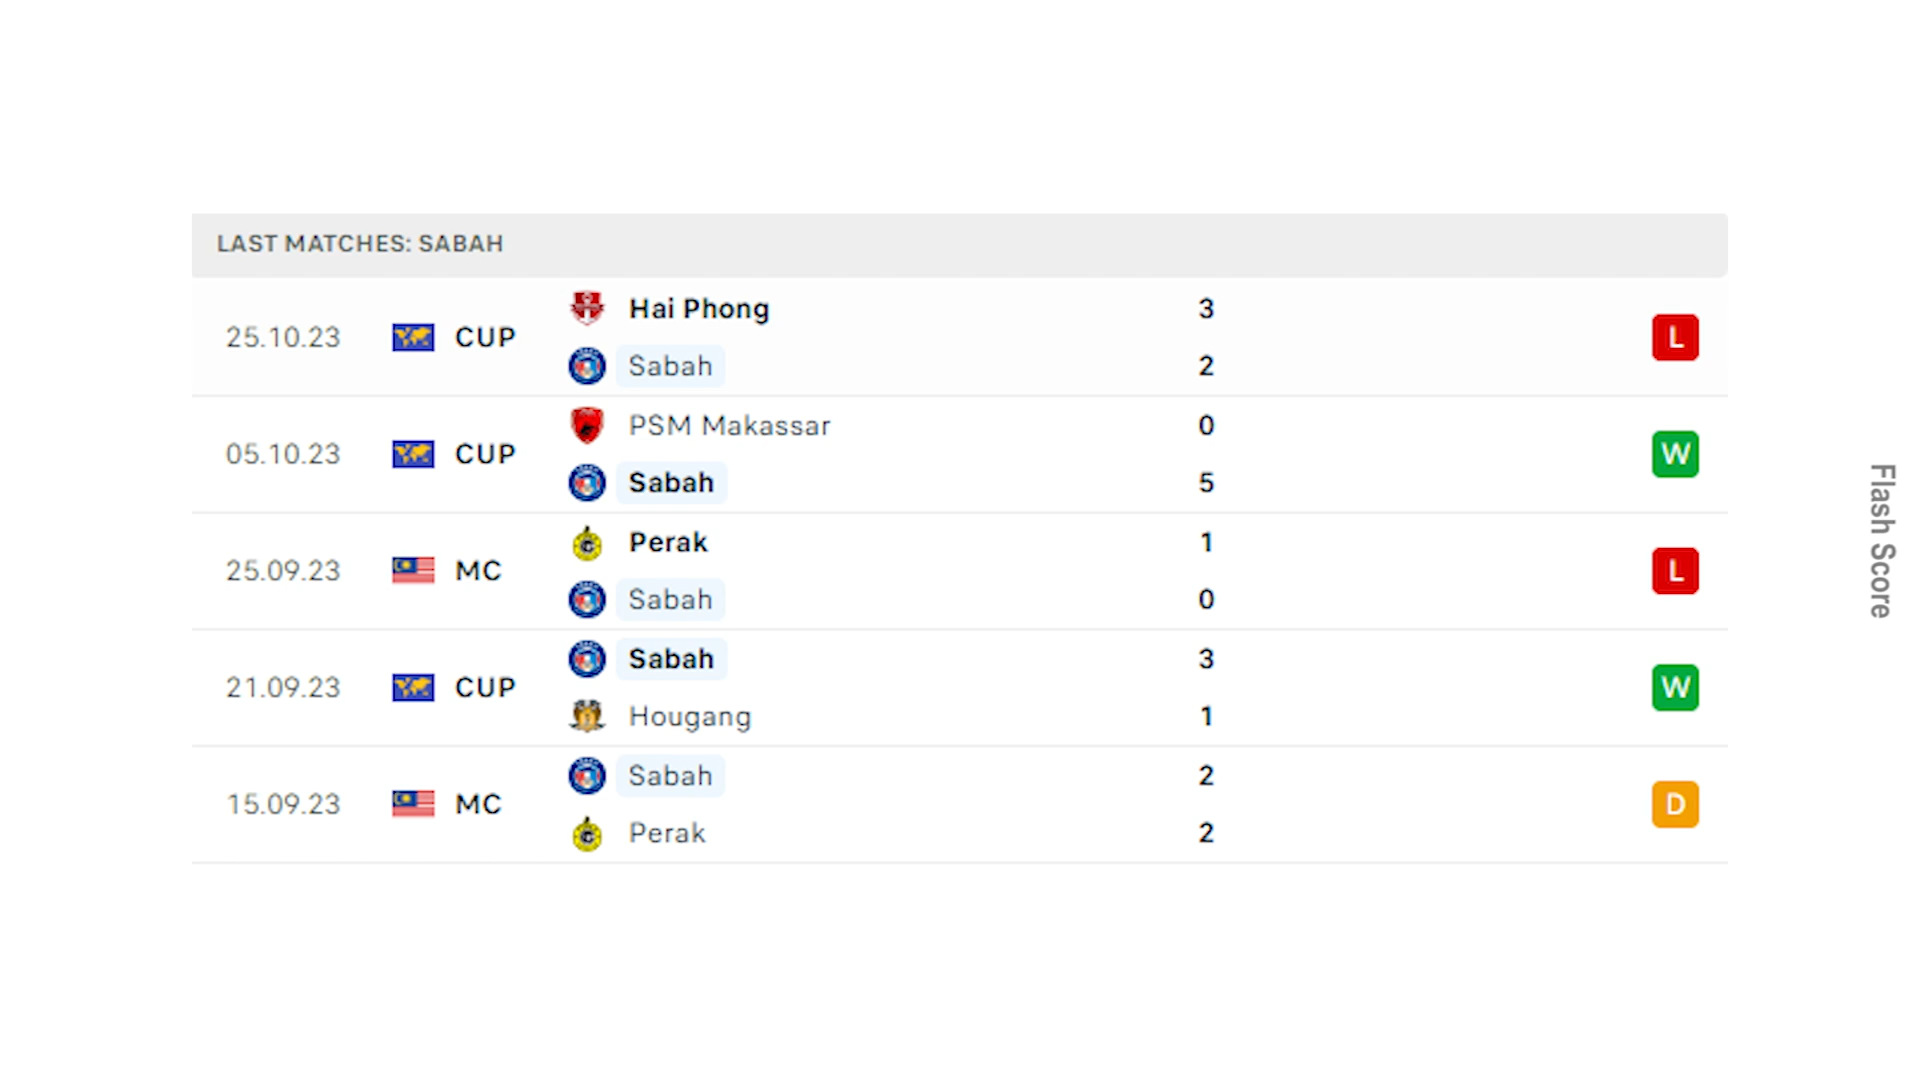 LAST MATCHES: SABAH
25.10.23 CUP Hai Phong 3 L
Sabah 2
05.10.23 CUP PSM Makassar 0 W
Sabah 5
25.09.23 MC Perak 1 L
Sabah 0
21.09.23 CUP Sabah 3 W
Hougang 1
15.09.23 MC Sabah 2 D
Perak 2
Flash Score